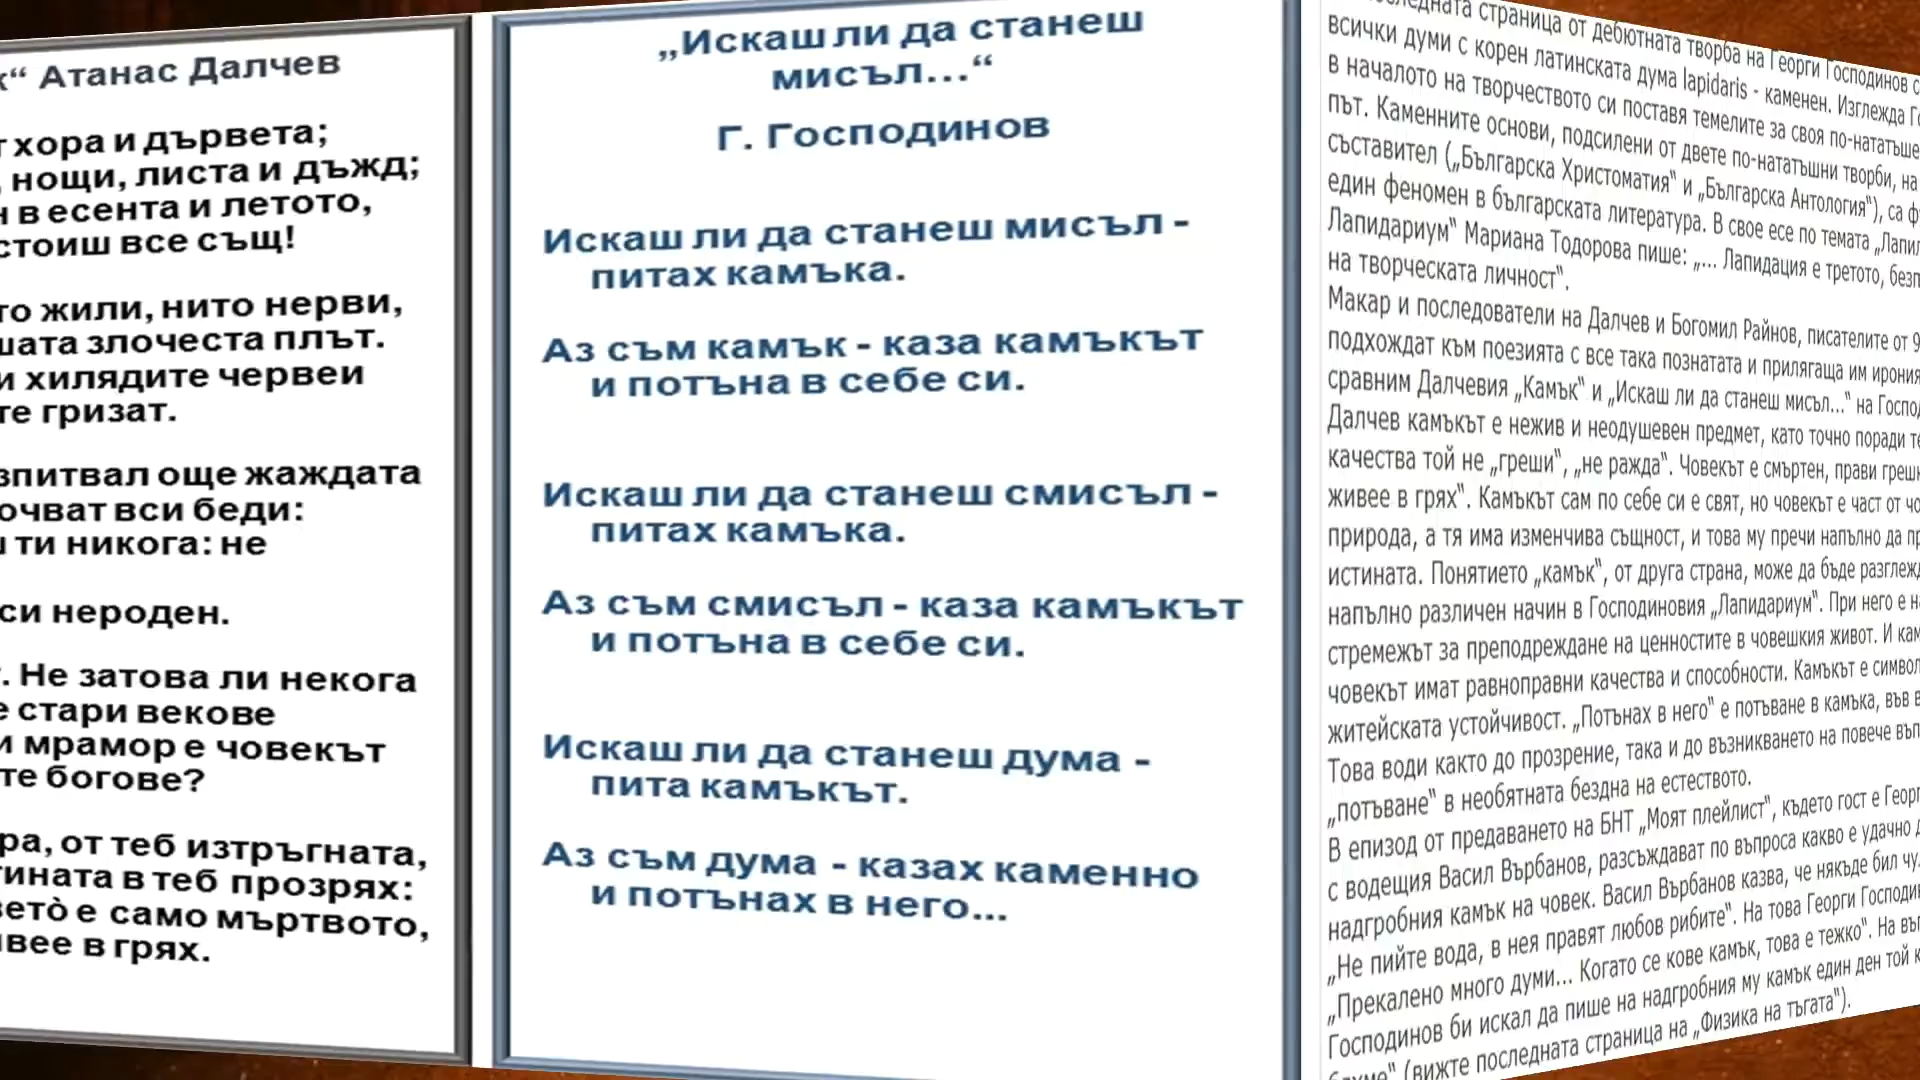 “ Атанас Далчев
хора и дървета;
, нощи, листа и дъжд;
в есента и летото,
стоиш все същ!
жили, нито нерви,
злочеста плът.
и хилядите червеи
гризат.
още жаждата
вси беди:
ти никога: не
си нероден.
. Не затова ли некога
стари векове
и мрамор е човекът
богове?
, от теб изтръгната,
в теб прозрях:
е само мъртвото,
в грях.
„Искаш ли да станеш
мисъл...“
Г. Господинов
Искаш ли да станеш мисъл -
питах камъка.
Аз съм камък - каза камъкът
и потъна в себе си.
Искаш ли да станеш смисъл -
питах камъка.
Аз съм смисъл - каза камъкът
и потъна в себе си.
Искаш ли да станеш дума -
пита камъкът.
Аз съм дума - казах каменно
и потънах в него...
страница от дебютната творба на Георги Господинов
всички думи с корен латинската дума lapidaris - каменен. Изглежда
в началото на творчеството си поставя темелите за своя по-нататъшен
път. Каменните основи, подсилени от двете по-нататъшни творби, на
съставител („Българска Христоматия“ и „Българска Антология“), са
един феномен в българската литература. В свое есе по темата
Лапидариум“ Мариана Тодорова пише: „... Лапидация е третото,
на творческата личност“.
Макар и последователи на Далчев и Богомил Райнов, писателите от 9
подхождат към поезията с все така познатата и прилягаща им
сравним Далчевия „Камък“ и „Искаш ли да станеш мисъл...“ на
Далчев камъкът е нежив и неодушевен предмет, като точно поради
качества той не „греши“, „не ражда“. Човекът е смъртен, прави
живее в грях“. Камъкът сам по себе си е свят, но човекът е част от
природа, а тя има изменчива същност, и това му пречи напълно да
истината. Понятието „камък“, от друга страна, може да бъде
напълно различен начин в Господиновия „Лапидариум“. При него е
стремежът за преподреждане на ценностите в човешкия живот. И
човекът имат равноправни качества и способности. Камъкът е
житейската устойчивост. „Потънах в него“ е потъване в камъка, във
Това води както до прозрение, така и до възникването на повече
„потъване“ в необятната бездна на естеството.
В епизод от предаването на БНТ „Моят плейлист“, където гост е
с водещия Васил Върбанов, разсъждават по въпроса какво е удачно
надгробния камък на човек. Васил Върбанов казва, че някъде бил
„Не пийте вода, в нея правят любов рибите“. На това Георги
„Прекалено много думи... Когато се кове камък, това е тежко“. На
Господинов би искал да пише на надгробния му камък един ден той
(вижте последната страница на „Физика на тъгата“).